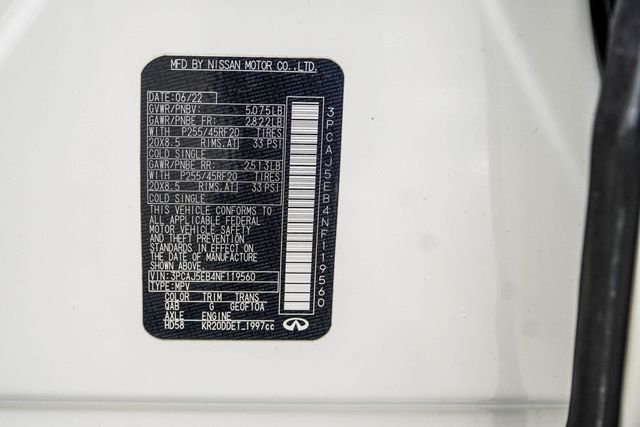 MFD BY NISSAN MOTOR CO.,LTD.
DATE:06/22
GVWR/PNBV: 5,075LB
GAWR/PNBE FR: 2,822LB
WITH P255/45RF20 TIRES
20X8.5 RIMS.AT 33 PSI
COLD SINGLE
GAWR/PNBE RR: 2513LB
WITH P255/45RF20 TIRES
20X8.5 RIMS.AT 33 PSI
COLD SINGLE
THIS VEHICLE CONFORMS TO
ALL APPLICABLE FEDERAL
MOTOR VEHICLE SAFETY
AND THEFT PREVENTION
STANDARDS IN EFFECT ON
THE DATE OF MANUFACTURE
SHOWN ABOVE.
VIN:3PCAJ5EB4NF119560
TYPE:MPV
COLOR TRIM TRANS
QAB G GEOF10A
AXLE ENGINE
HD58 KR20DDET_1997cc
3PCAJ5EB4NF119560